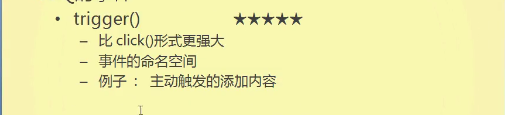 • trigger() ★★★★★
– 比 click()形式更强大
– 事件的命名空间
– 例子 ： 主动触发的添加内容